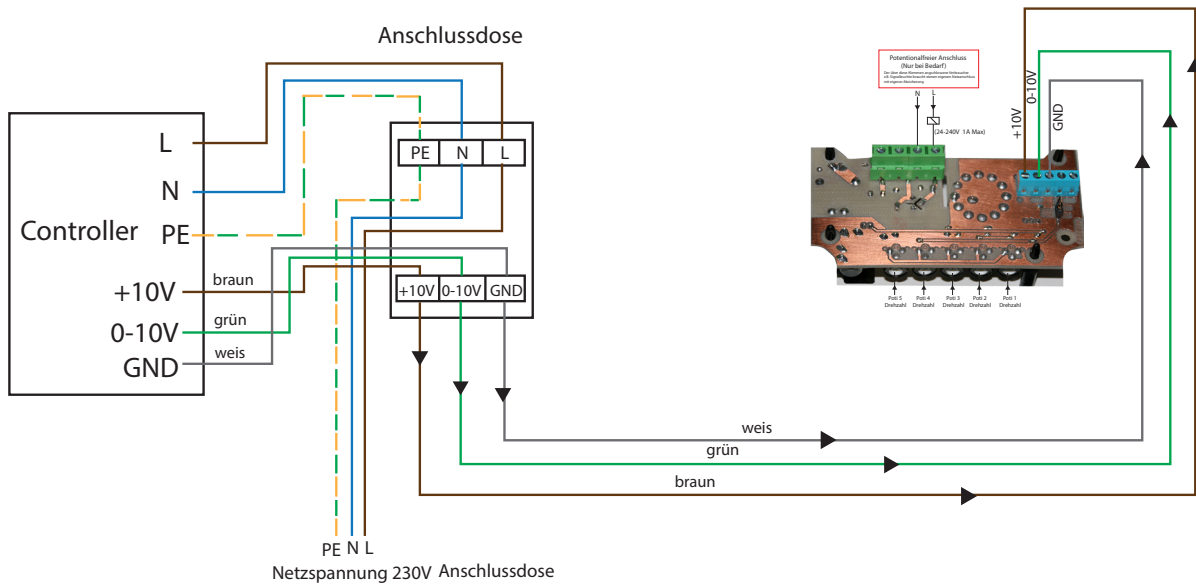 Anschlussdose
Controller
L
N
PE
+10V
0-10V
GND
braun
grün
weis
PE N L
+10V 0-10V GND
PE N L
Netzspannung 230V Anschlussdose
weis
grün
braun
Potentionalfreier Anschluss
(Nur bei Bedarf)
N L
(24-240V 1A Max)
+10V
0-10V
GND
Poti 5 Drehzahl
Poti 4 Drehzahl
Poti 3 Drehzahl
Poti 2 Drehzahl
Poti 1 Drehzahl